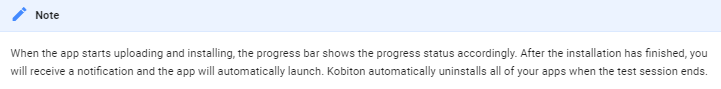 Note
When the app starts uploading and installing, the progress bar shows the progress status accordingly. After the installation has finished, you
will receive a notification and the app will automatically launch. Kobiton automatically uninstalls all of your apps when the test session ends.